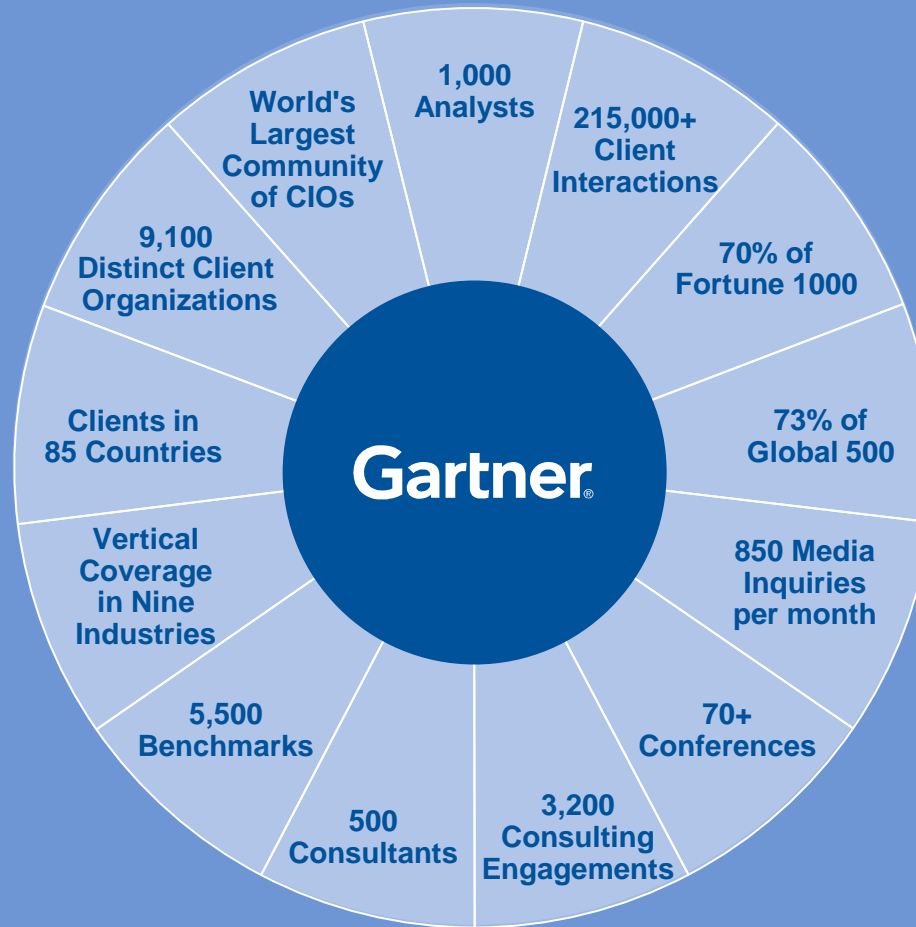 1,000
Analysts
215,000+
Client
Interactions
70% of
Fortune 1000
73% of
Global 500
850 Media
Inquiries
per month
70+
Conferences
3,200
Consulting
Engagements
500
Consultants
5,500
Benchmarks
Vertical
Coverage
in Nine
Industries
Clients in
85 Countries
9,100
Distinct Client
Organizations
World's
Largest
Community
of CIOs
Gartner®